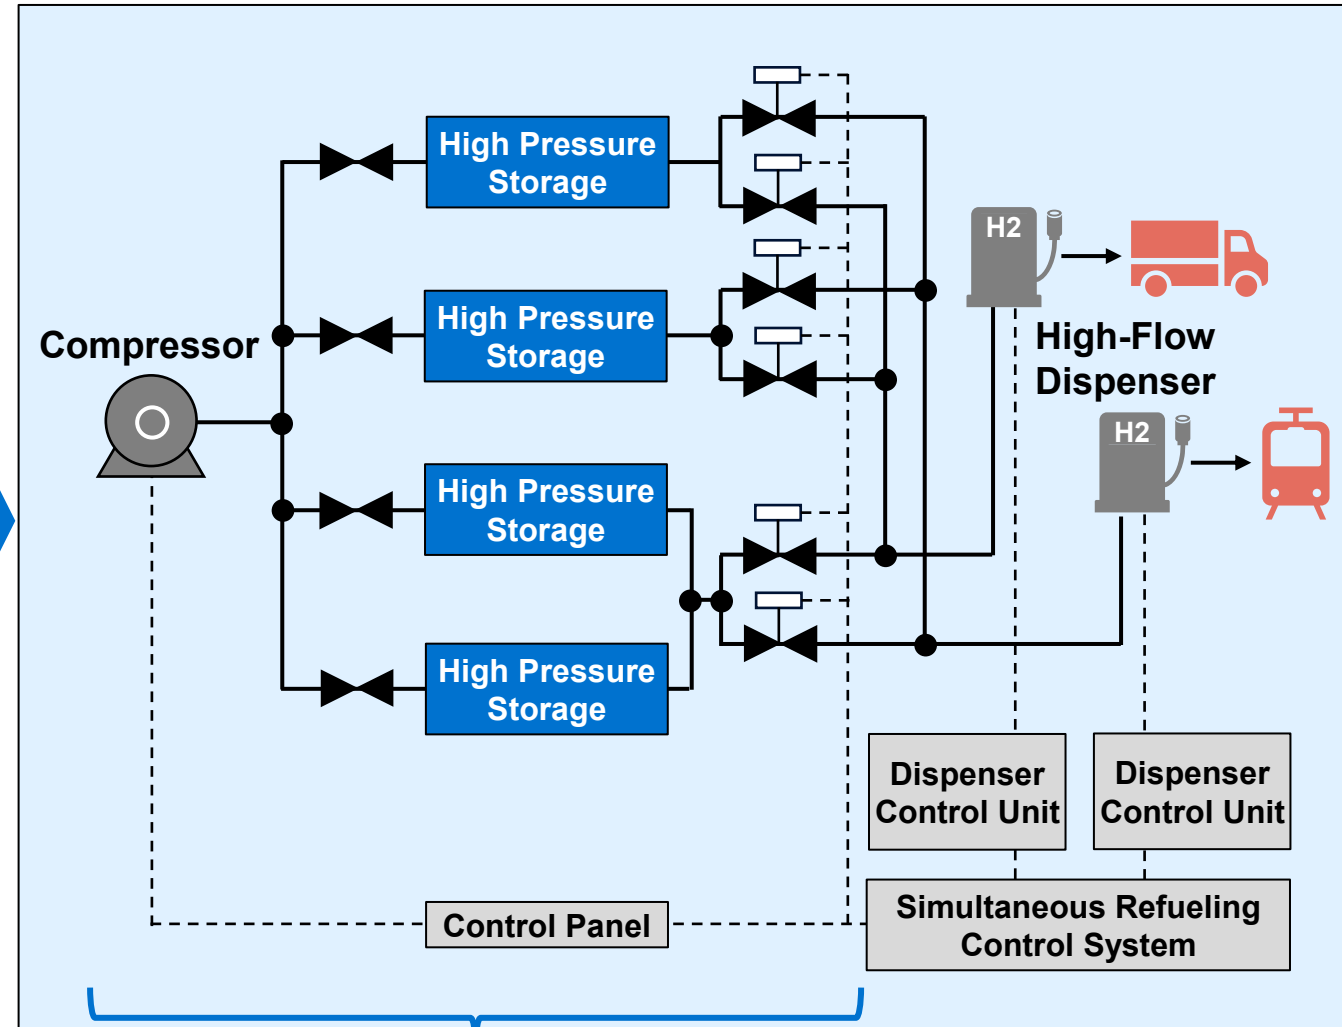 High Pressure
Storage
H2
High Pressure
Storage
Compressor
High-Flow
Dispenser
H2
High Pressure
Storage
High Pressure
Storage
Dispenser
Control Unit
Dispenser
Control Unit
Control Panel
Simultaneous Refueling
Control System